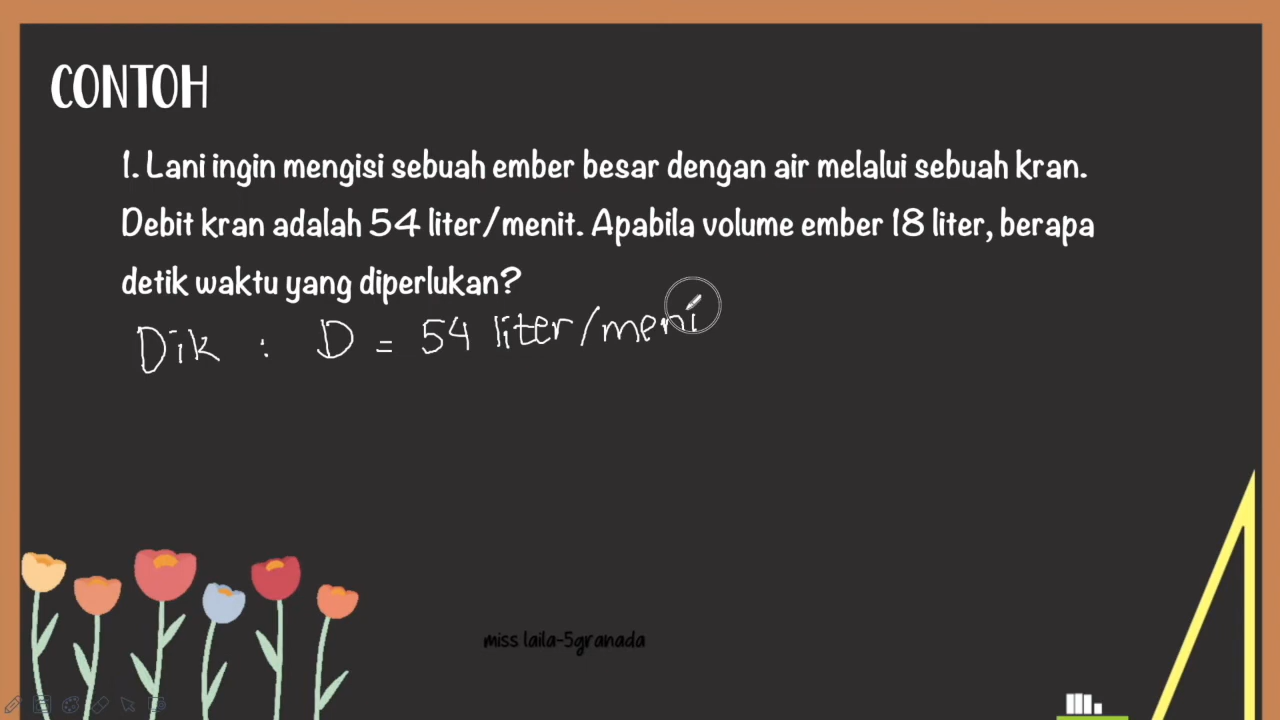 CONTOH
1. Lani ingin mengisi sebuah ember besar dengan air melalui sebuah kran.
Debit kran adalah 54 liter/menit. Apabila volume ember 18 liter, berapa
detik waktu yang diperlukan?
Dik : D = 54 liter/meni
miss laila-5granada